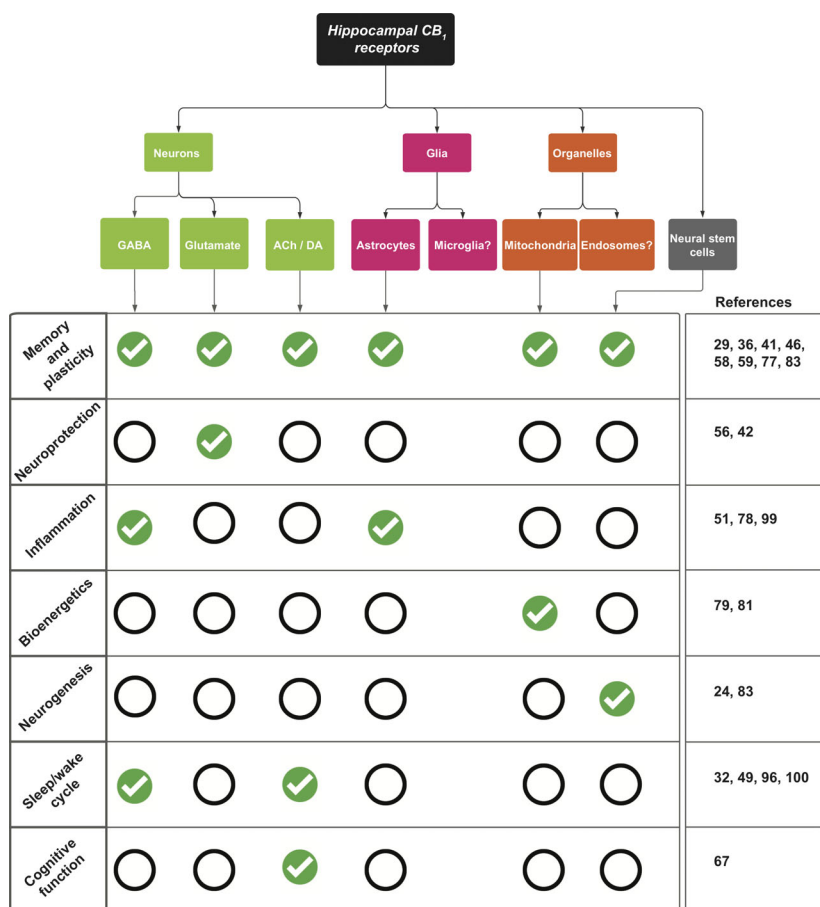 Hippocampal CB1
receptors
Neurons
Glia
Organelles
GABA
Glutamate
ACh / DA
Astrocytes
Microglia?
Mitochondria
Endosomes?
Neural stem
cells
References
Memory
and
plasticity
29, 36, 41, 46,
58, 59, 77, 83
Neuroprotection
56, 42
Inflammation
51, 78, 99
Bioenergetics
79, 81
Neurogenesis
24, 83
Sleep/wake
cycle
32, 49, 96, 100
Cognitive
function
67